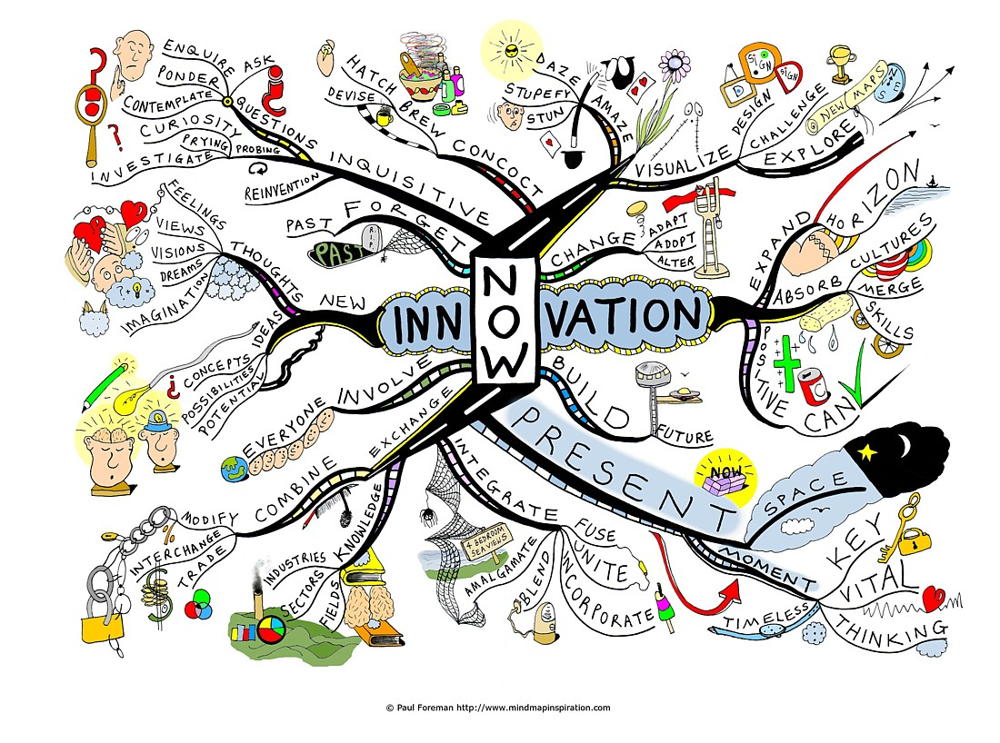 ENQUIRE
PONDER
CONTEMPLATE
CURIOSITY
PRYING
INVESTIGATE
PROBING
ASK
QUESTIONS
REINVENTION
INQUISITIVE
HATCH
DEVISE
BREW
CONCOCT
DAZE
STUPEFY
STUN
AMAZE
VISUALIZE
DESIGN
SIGN
SIGN
D
D
CHALLENGE
EXPLORE
NEW MAPS
N
E
S
PAST
FORGET
PAST
R.I.P.
CHANGE
ADAPT
ADOPT
ALTER
EXPAND
HORIZON
ABSORB
CULTURES
MERGE
SKILLS
POSITIVE
CAN
FEELINGS
VIEWS
VISIONS
DREAMS
IMAGINATION
THOUGHTS
NEW
IDEAS
CONCEPTS
POSSIBILITIES
POTENTIAL
INN
NOW
VATION
INVOLVE
EVERYONE
EXCHANGE
COMBINE
MODIFY
INTERCHANGE
TRADE
%
$
KNOWLEDGE
INDUSTRIES
SECTORS
FIELDS
BUILD
FUTURE
INTEGRATE
4 BEDROOM
SEA VIEWS
AMALGAMATE
BLEND
INCORPORATE
UNITE
FUSE
PRESENT
NOW
SPACE
MOMENT
KEY
VITAL
THINKING
TIMELESS
© Paul Foreman http://www.mindmapinspiration.com